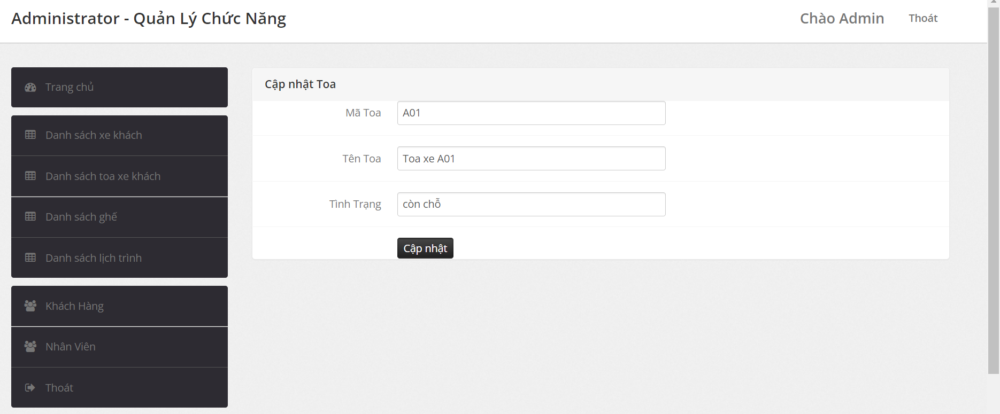 Administrator - Quản Lý Chức Năng
Chào Admin
Thoát
Trang chủ
Danh sách xe khách
Danh sách toa xe khách
Danh sách ghế
Danh sách lịch trình
Khách Hàng
Nhân Viên
Thoát
Cập nhật Toa
Mã Toa A01
Tên Toa Toa xe A01
Tình Trạng còn chỗ
Cập nhật